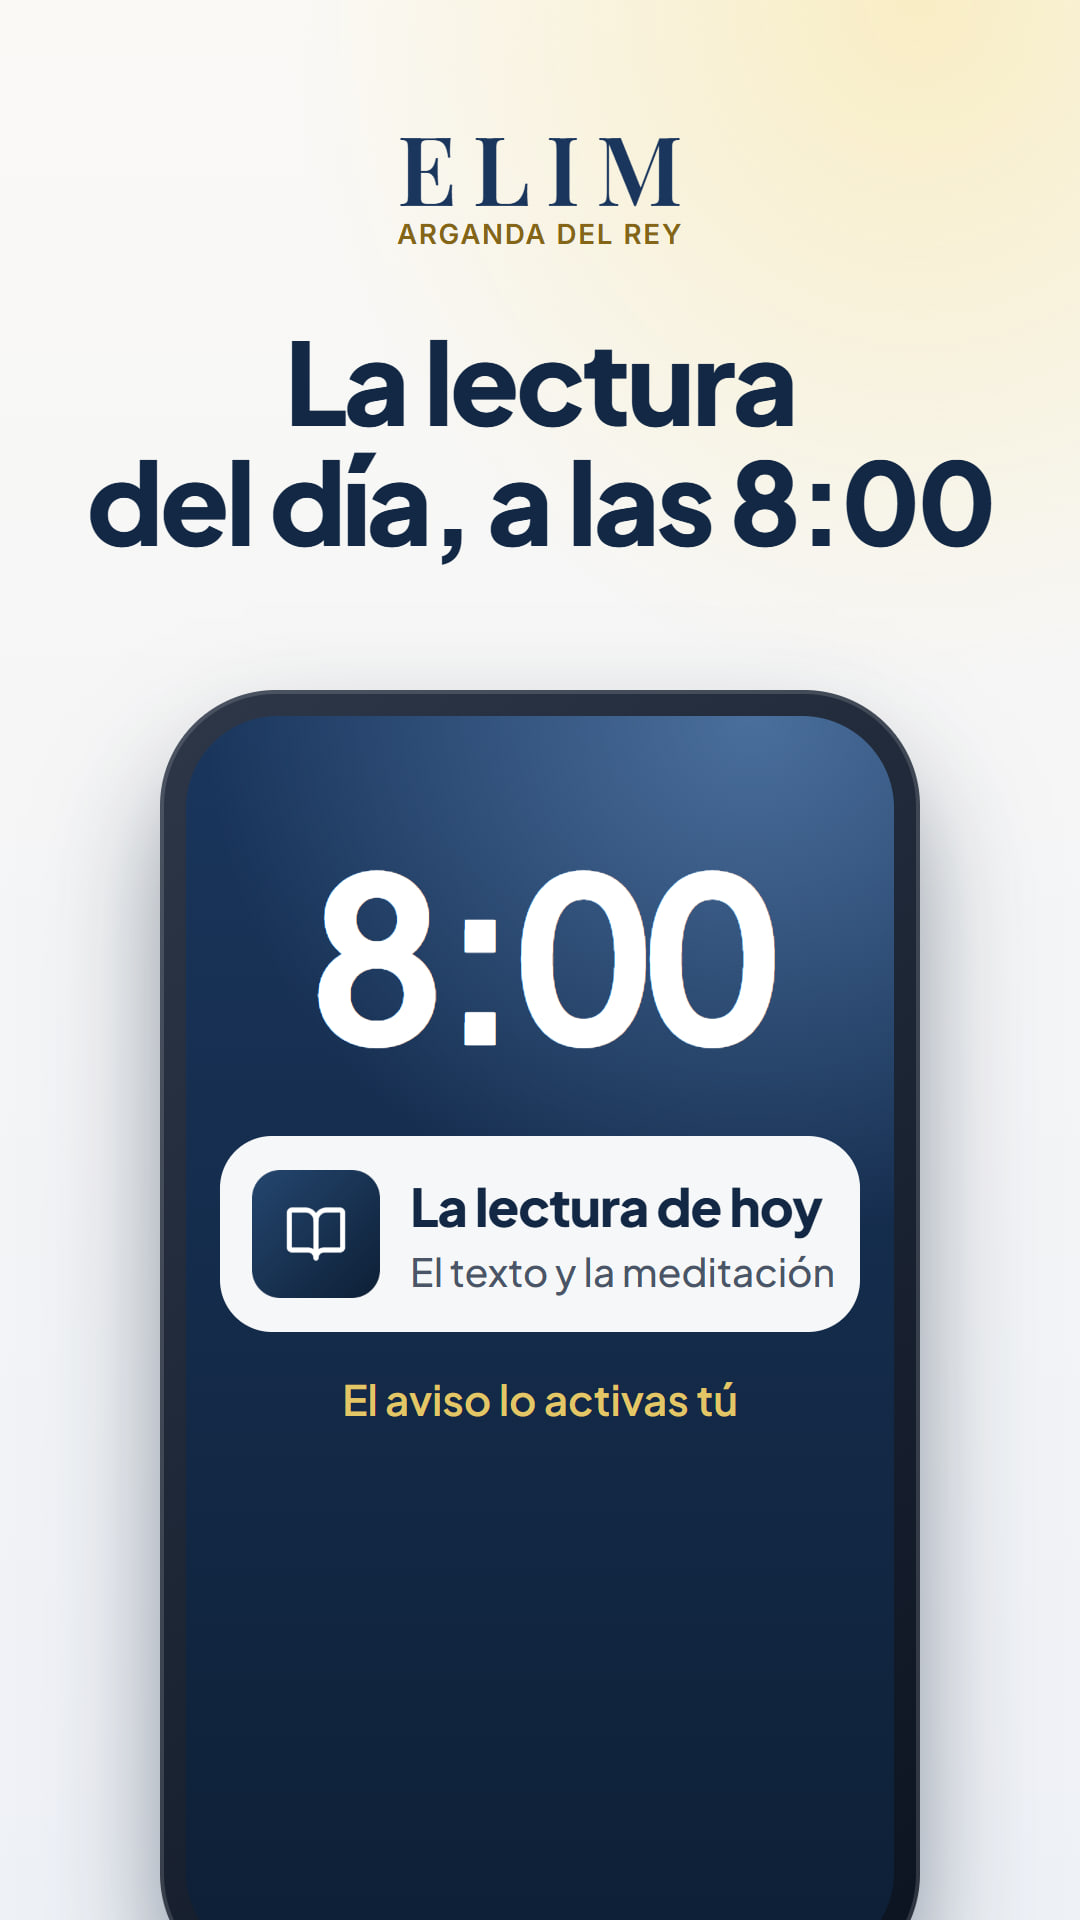 ELIM
ARGANDA DEL REY
La lectura
del día, a las 8:00
8:00
La lectura de hoy
El texto y la meditación
El aviso lo activas tú